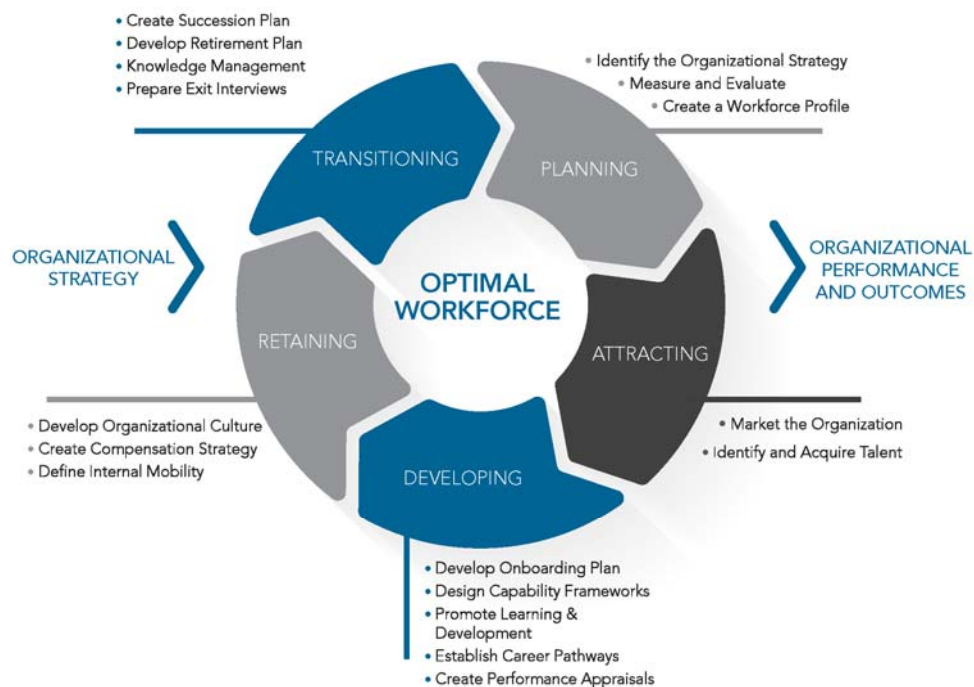 • Create Succession Plan
• Develop Retirement Plan
• Knowledge Management
• Prepare Exit Interviews
• Identify the Organizational Strategy
• Measure and Evaluate
• Create a Workforce Profile
TRANSITIONING
PLANNING
ORGANIZATIONAL
STRATEGY
OPTIMAL
WORKFORCE
ORGANIZATIONAL
PERFORMANCE
AND OUTCOMES
RETAINING
ATTRACTING
• Develop Organizational Culture
• Create Compensation Strategy
• Define Internal Mobility
• Market the Organization
• Identify and Acquire Talent
DEVELOPING
• Develop Onboarding Plan
• Design Capability Frameworks
• Promote Learning &
Development
• Establish Career Pathways
• Create Performance Appraisals